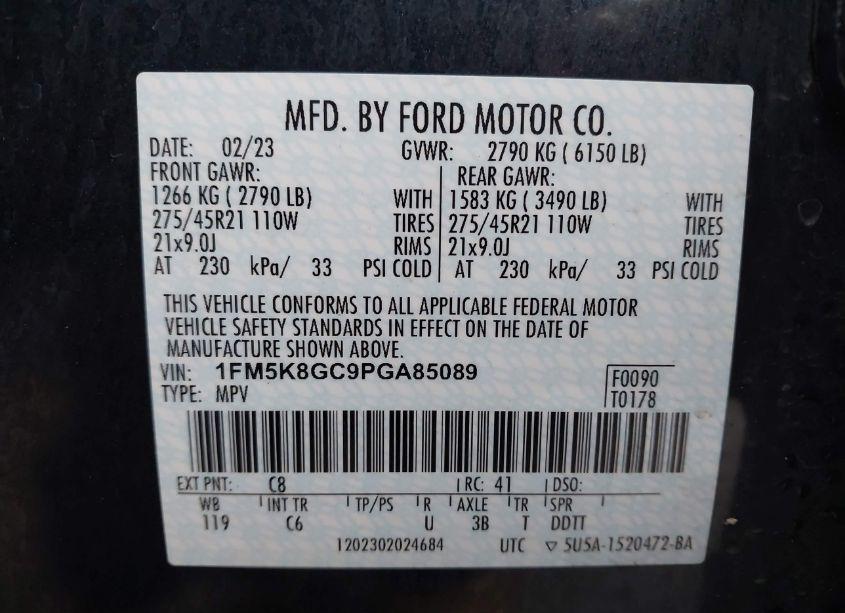 MFD. BY FORD MOTOR CO.
DATE: 02/23 GVWR: 2790 KG ( 6150 LB)
FRONT GAWR: REAR GAWR:
1266 KG ( 2790 LB) WITH 1583 KG ( 3490 LB) WITH
275/45R21 110W TIRES 275/45R21 110W TIRES
21x9.0J RIMS 21x9.0J RIMS
AT 230 kPa/ 33 PSI COLD AT 230 kPa/ 33 PSI COLD
THIS VEHICLE CONFORMS TO ALL APPLICABLE FEDERAL MOTOR
VEHICLE SAFETY STANDARDS IN EFFECT ON THE DATE OF
MANUFACTURE SHOWN ABOVE.
VIN: 1FM5K8GC9PGA85089 F0090
TYPE: MPV T0178
EXT PNT: C8 RC: 41 DSO:
WB INT TR TP/PS R AXLE TR SPR
119 C6 U 3B T DDTT
1202302024684 UTC ▽ 5U5A-1520472-BA